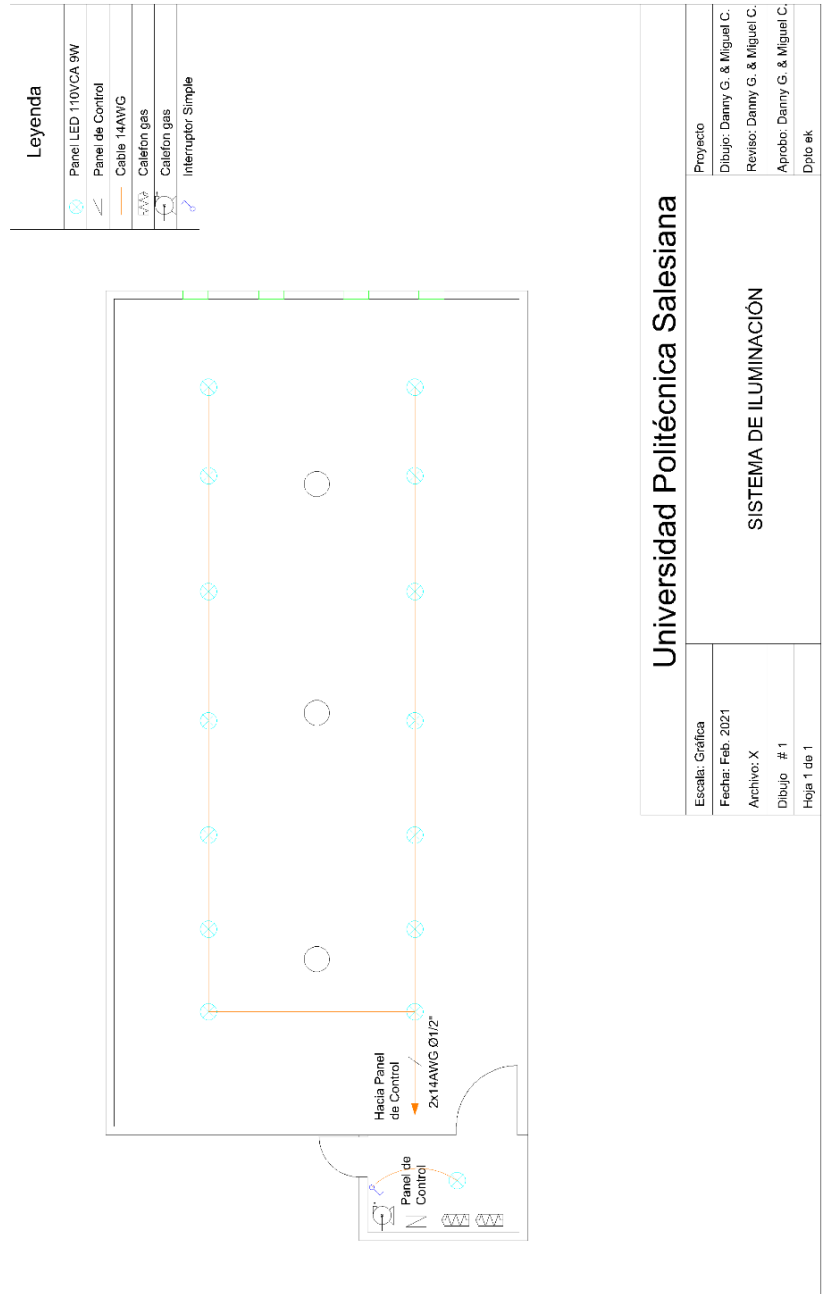 Leyenda
Panel LED 110VCA 9W
Panel de Control
Cable 14AWG
Calefon gas
Calefon gas
Interruptor Simple
Hacia Panel
de Control
2x14AWG Ø1/2"
Panel de
Control
Universidad Politécnica Salesiana
Escala: Gráfica
Fecha: Feb. 2021
Archivo: X
Dibujo # 1
Hoja 1 de 1
SISTEMA DE ILUMINACIÓN
Proyecto
Dibujo: Danny G. & Miguel C.
Reviso: Danny G. & Miguel C.
Aprobo: Danny G. & Miguel C.
Dpto ek